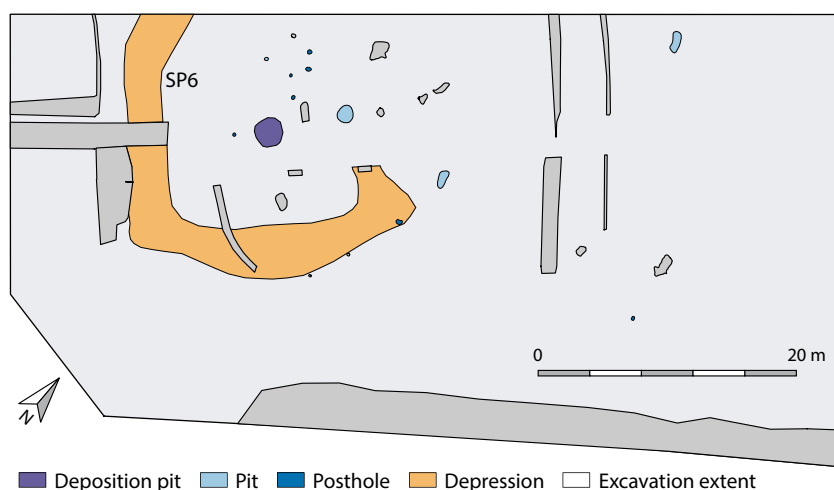 SP6
0 20 m
N
Deposition pit Pit Posthole Depression Excavation extent